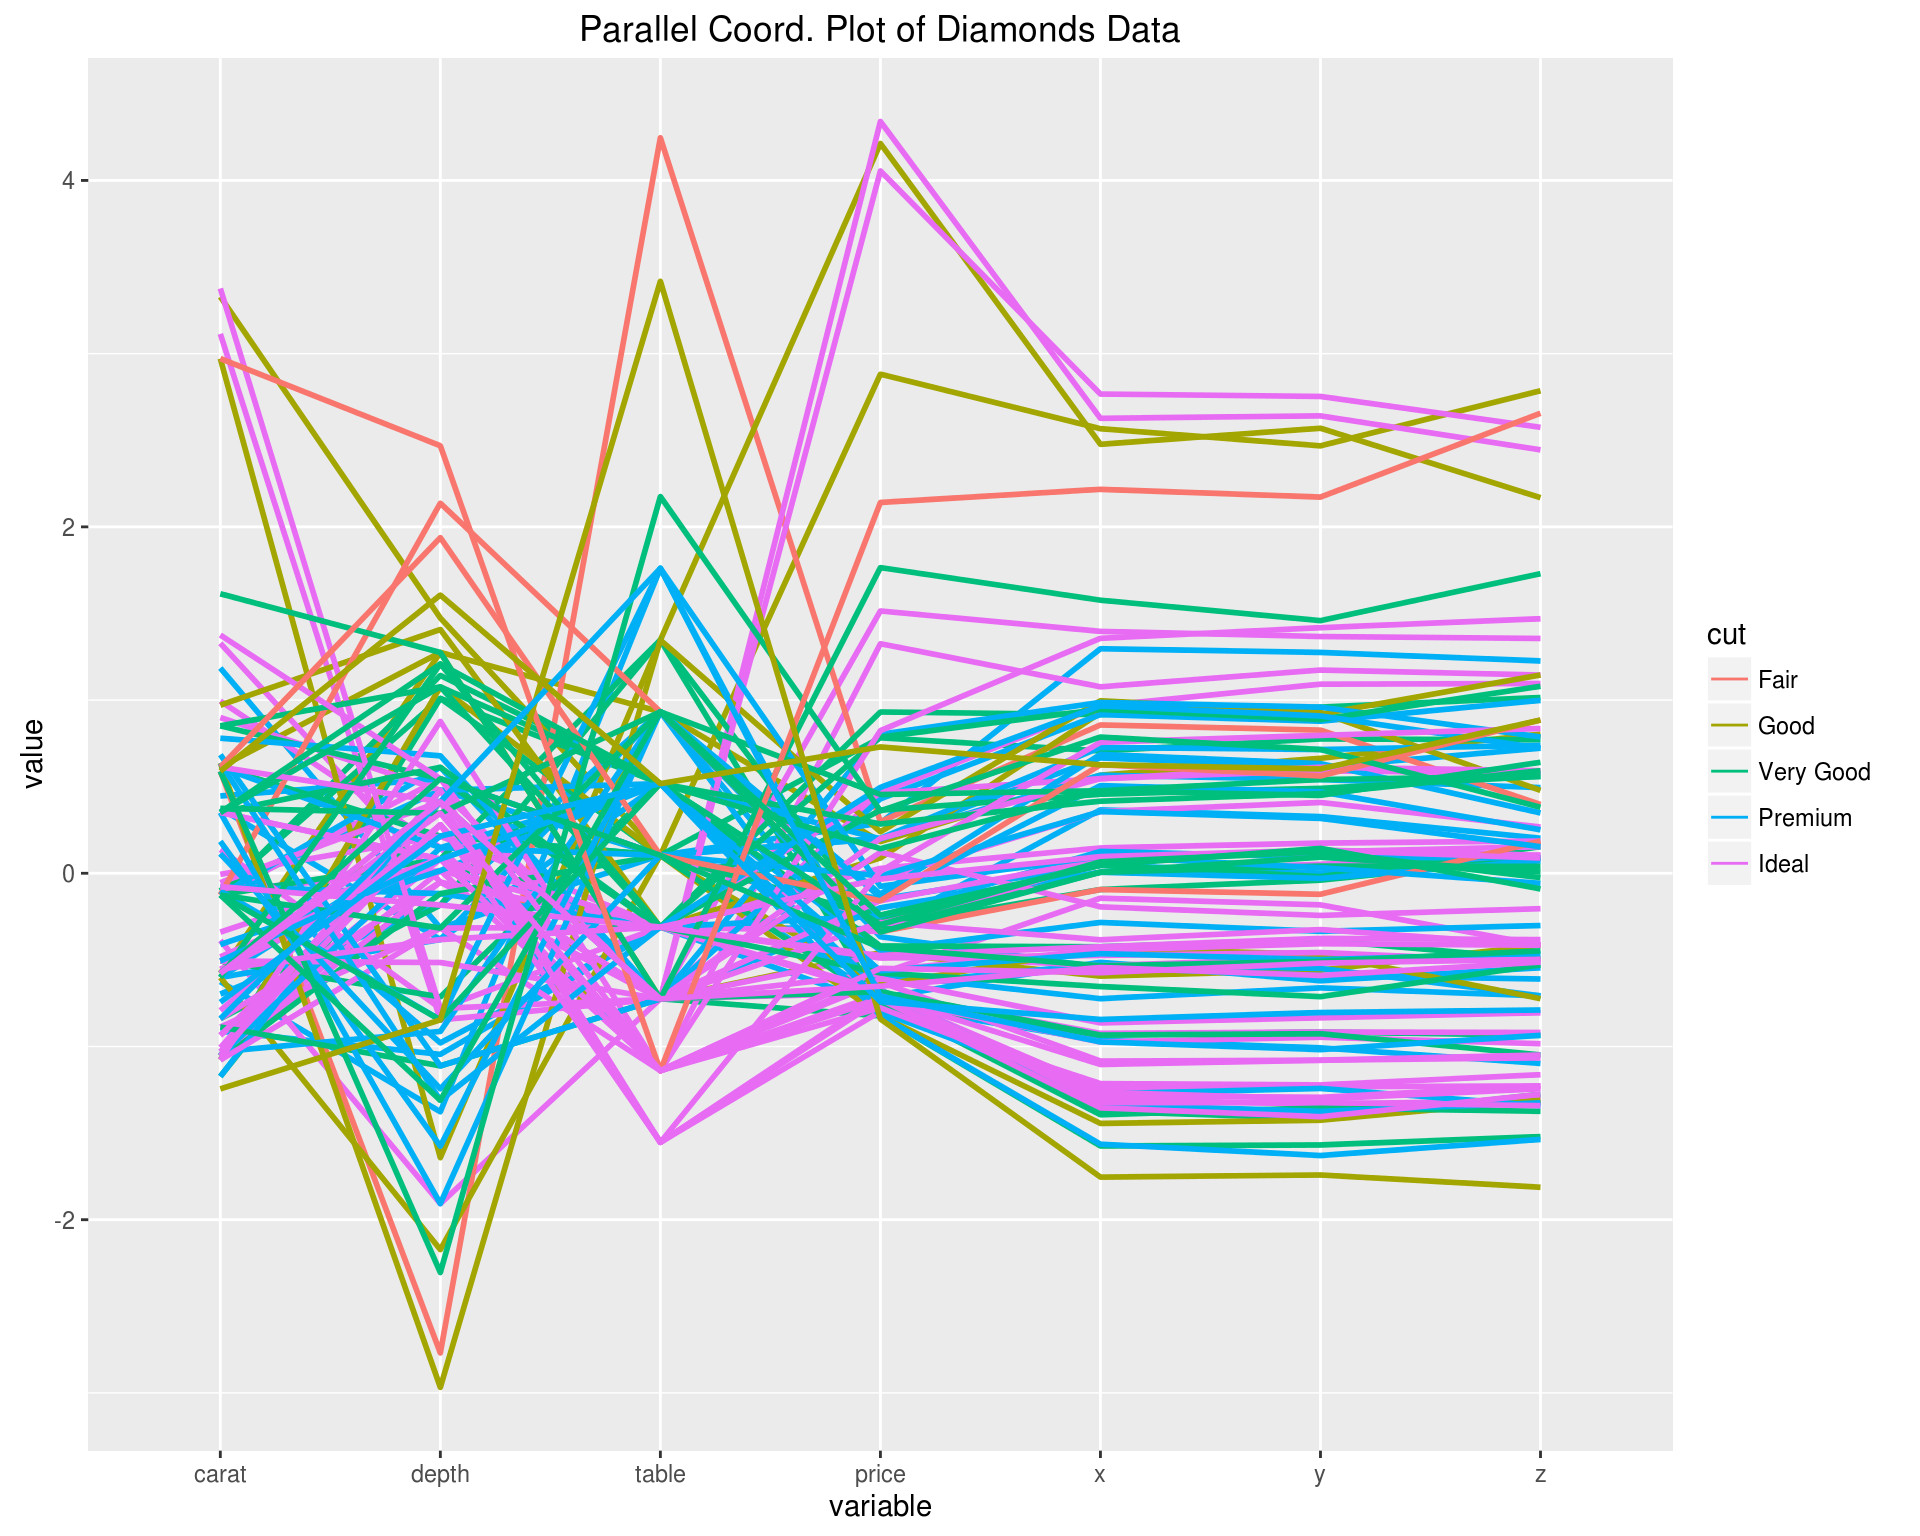 Parallel Coord. Plot of Diamonds Data
value
4
2
0
-2
carat depth table price x y z
variable
cut
Fair
Good
Very Good
Premium
Ideal